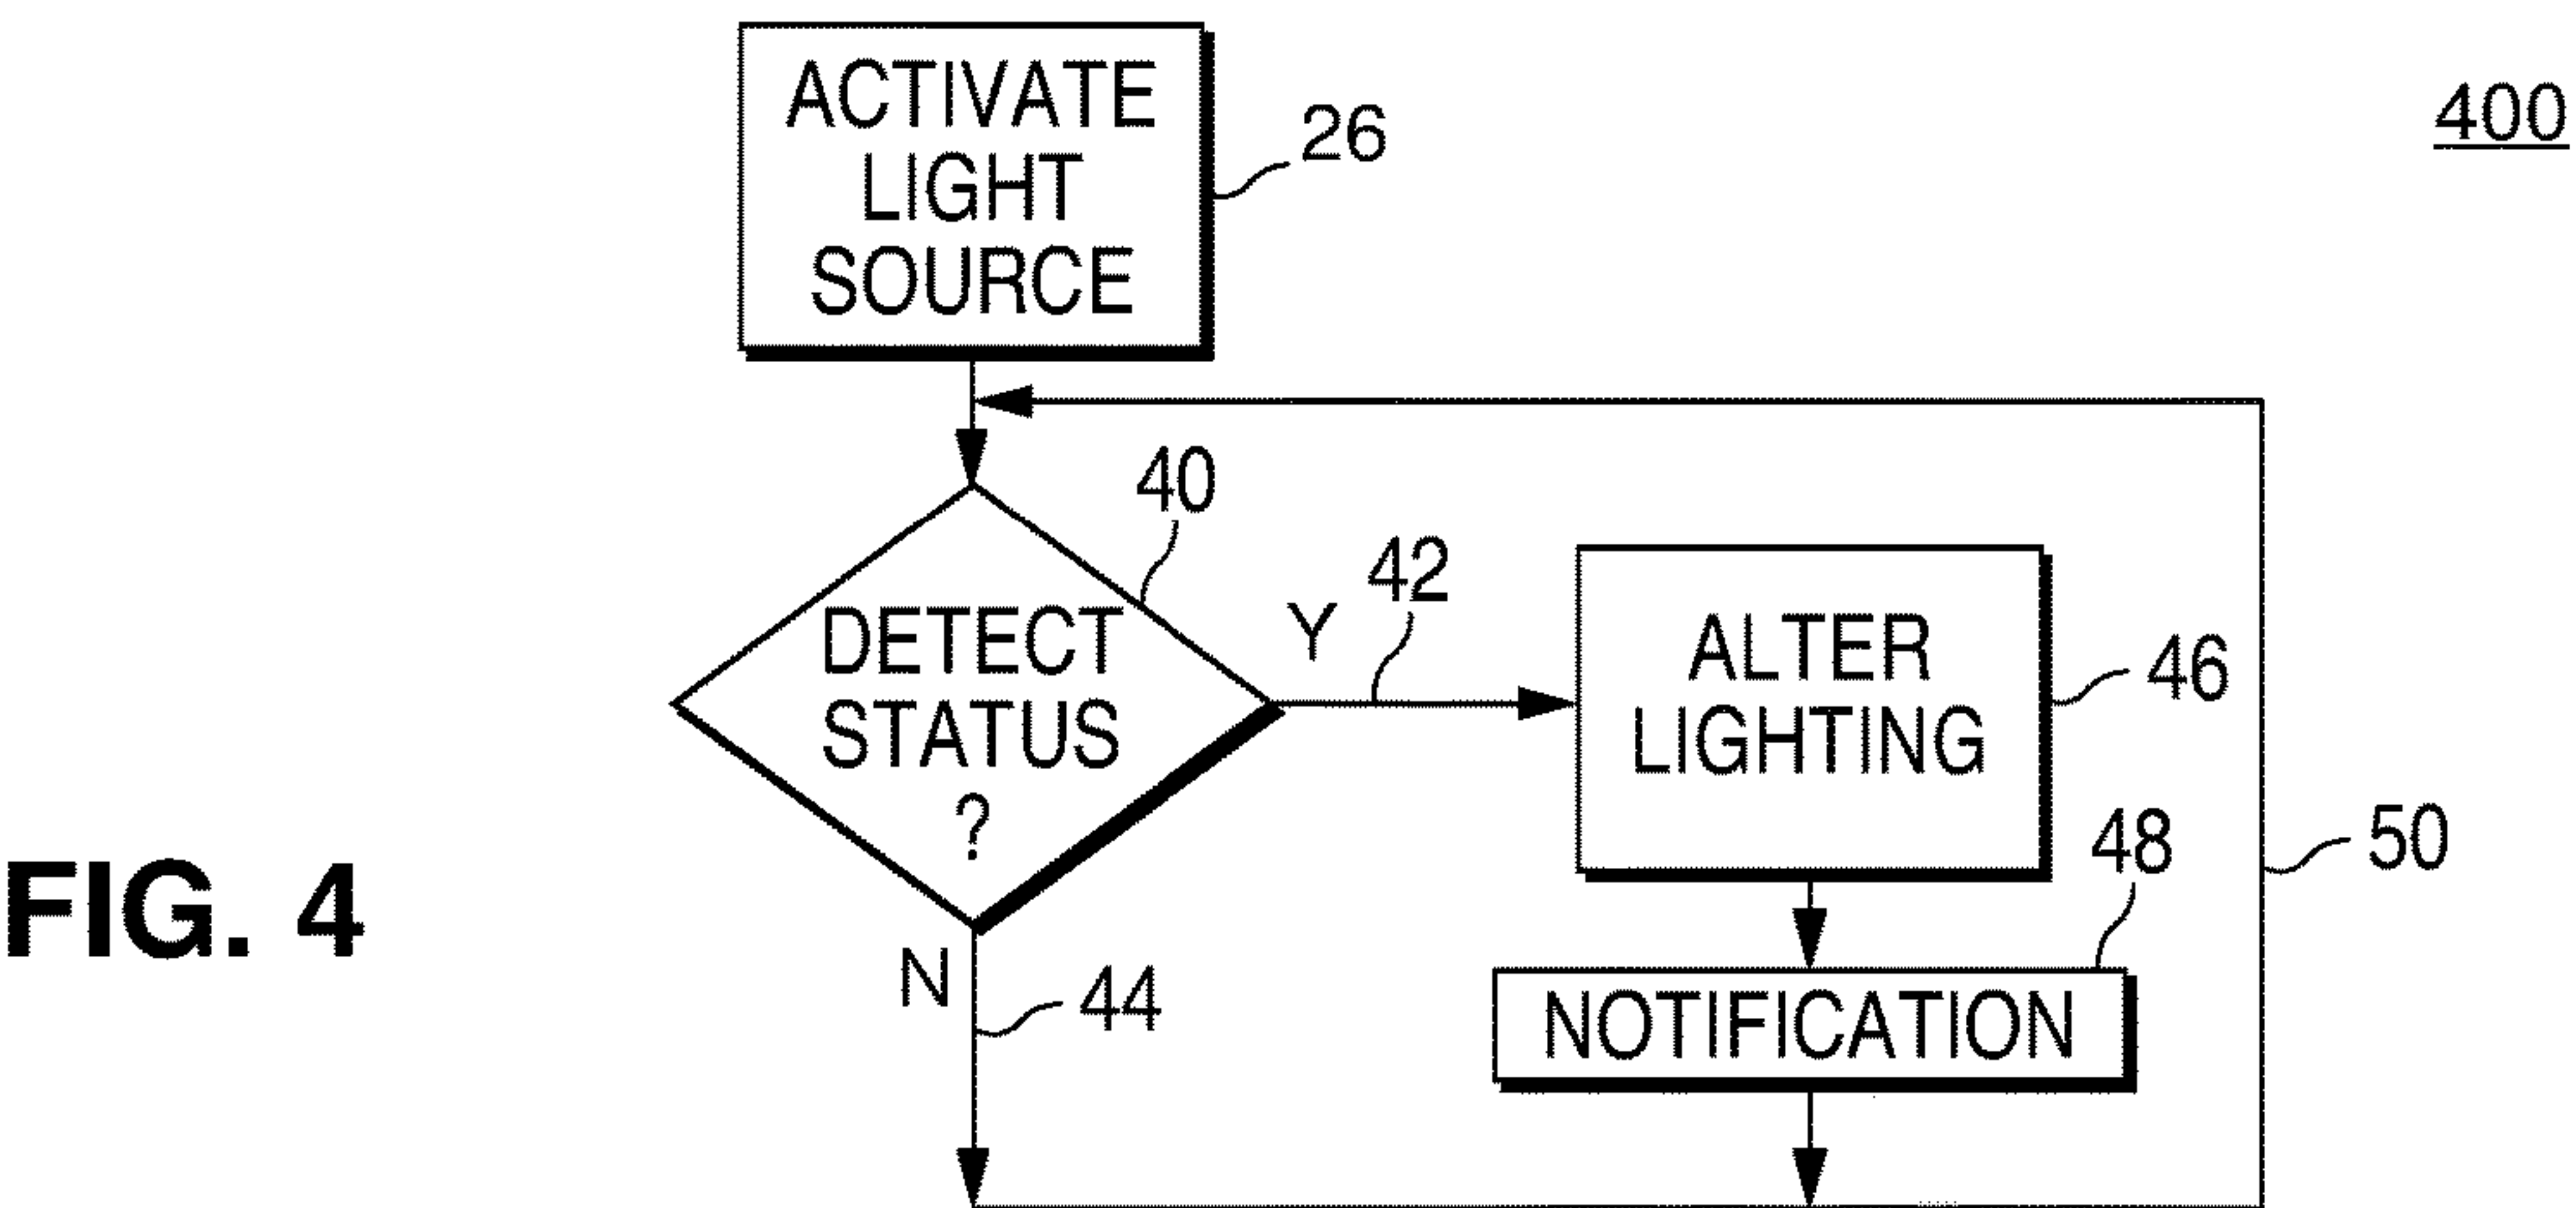 ACTIVATE
LIGHT
SOURCE
26
400
40
DETECT
STATUS
?
Y
42
ALTER
LIGHTING
46
48
NOTIFICATION
50
N
44
FIG. 4